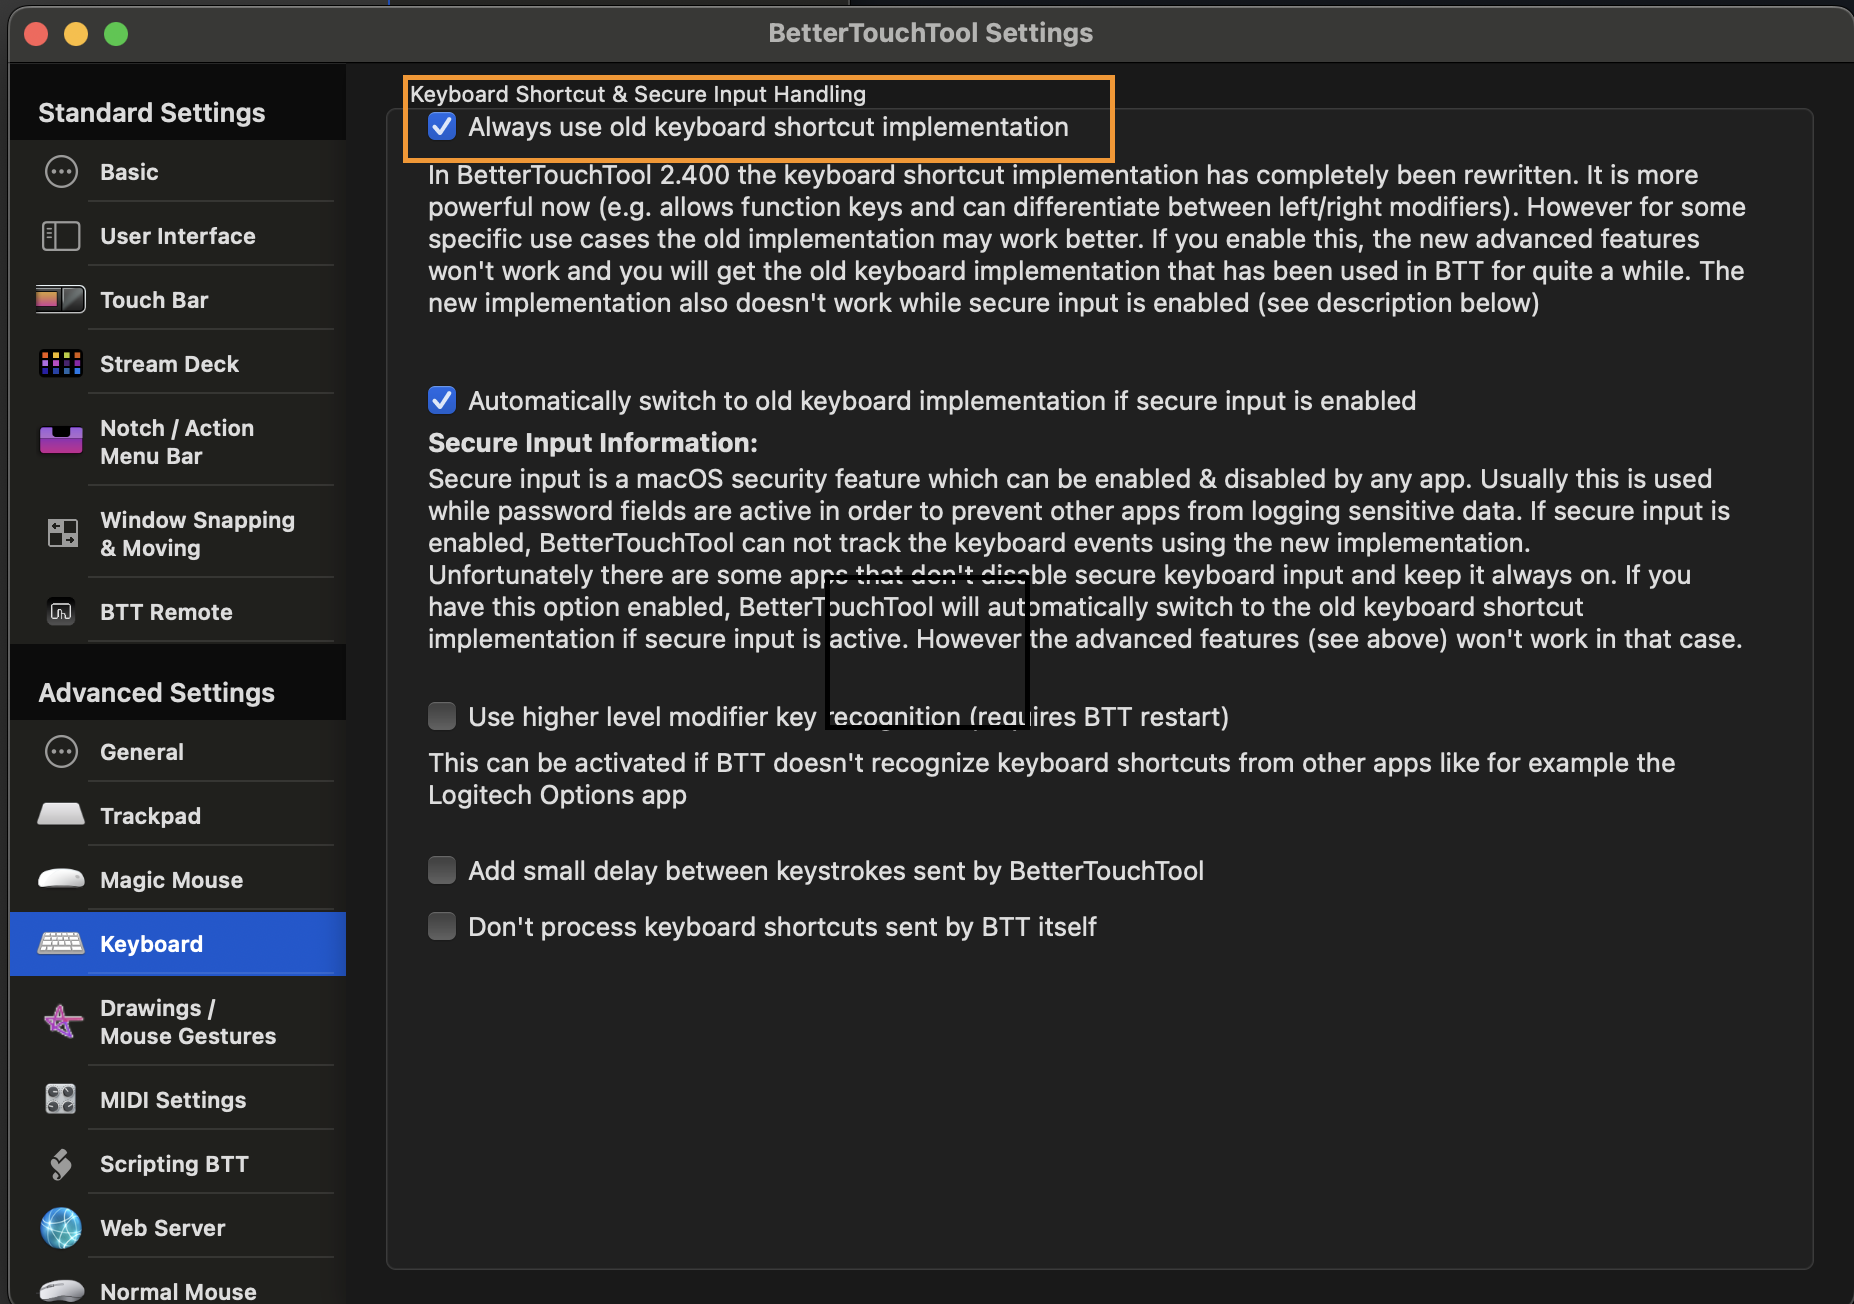 BetterTouchTool Settings
Standard Settings
Basic
User Interface
Touch Bar
Stream Deck
Notch / Action
Menu Bar
Window Snapping
& Moving
BTT Remote
Advanced Settings
General
Trackpad
Magic Mouse
Keyboard
Drawings /
Mouse Gestures
MIDI Settings
Scripting BTT
Web Server
Normal Mouse
Keyboard Shortcut & Secure Input Handling
Always use old keyboard shortcut implementation
In BetterTouchTool 2.400 the keyboard shortcut implementation has completely been rewritten. It is more
powerful now (e.g. allows function keys and can differentiate between left/right modifiers). However for some
specific use cases the old implementation may work better. If you enable this, the new advanced features
won't work and you will get the old keyboard implementation that has been used in BTT for quite a while. The
new implementation also doesn't work while secure input is enabled (see description below)
Automatically switch to old keyboard implementation if secure input is enabled
Secure Input Information:
Secure input is a macOS security feature which can be enabled & disabled by any app. Usually this is used
while password fields are active in order to prevent other apps from logging sensitive data. If secure input is
enabled, BetterTouchTool can not track the keyboard events using the new implementation.
Unfortunately there are some apps that don't disable secure keyboard input and keep it always on. If you
have this option enabled, BetterTouchTool will automatically switch to the old keyboard shortcut
implementation if secure input is active. However the advanced features (see above) won't work in that case.
Use higher level modifier key recognition (requires BTT restart)
This can be activated if BTT doesn't recognize keyboard shortcuts from other apps like for example the
Logitech Options app
Add small delay between keystrokes sent by BetterTouchTool
Don't process keyboard shortcuts sent by BTT itself